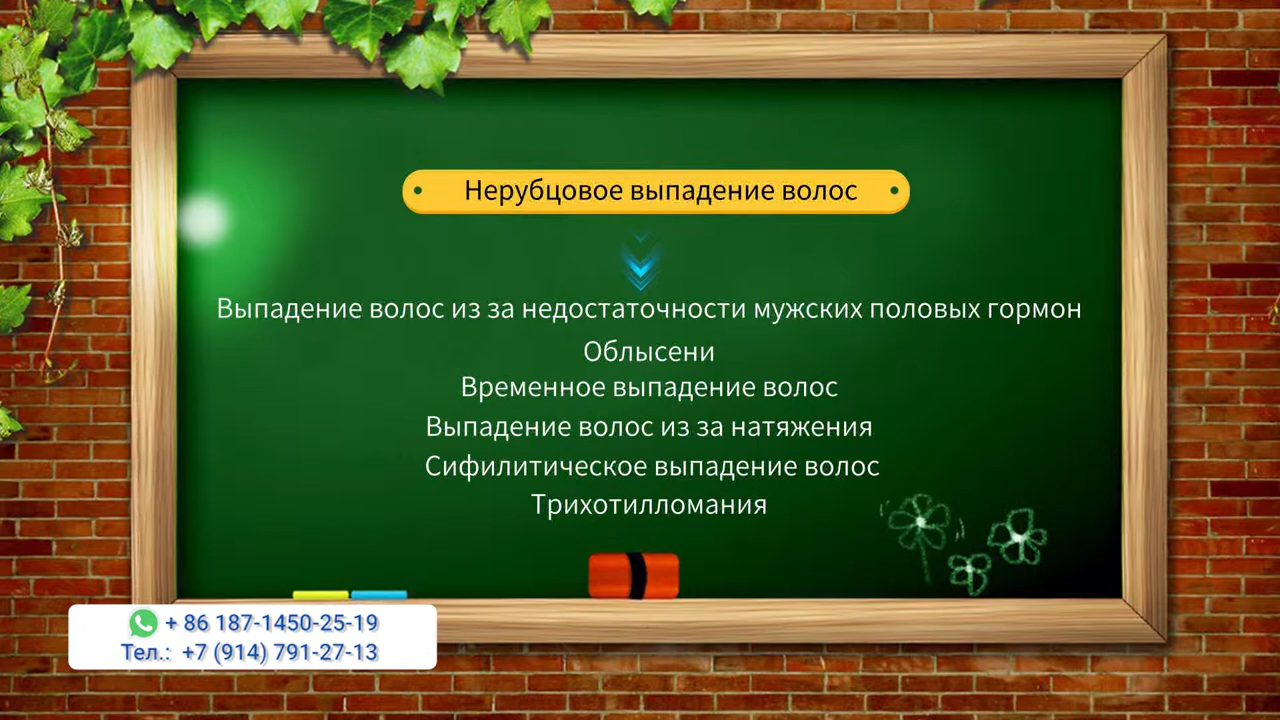 Нерубцовое выпадение волос
Выпадение волос из за недостаточности мужских половых гормон
Облысени
Временное выпадение волос
Выпадение волос из за натяжения
Сифилитическое выпадение волос
Трихотилломания
+ 86 187-1450-25-19
Тел.: +7 (914) 791-27-13